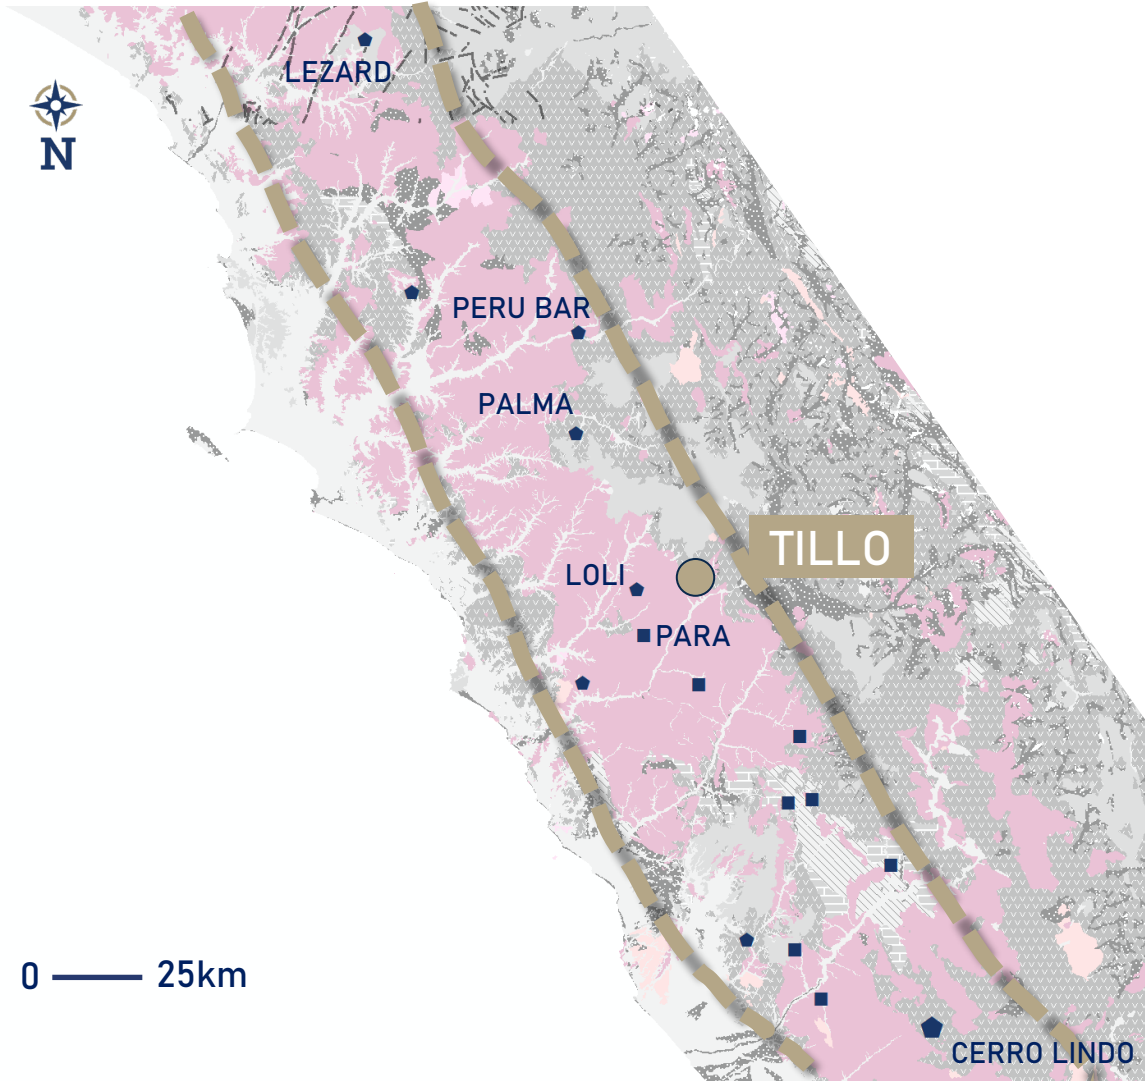 LEZARD
N
PERU BAR
PALMA
TILLO
LOLI
PARA
0 25km
CERRO LINDO